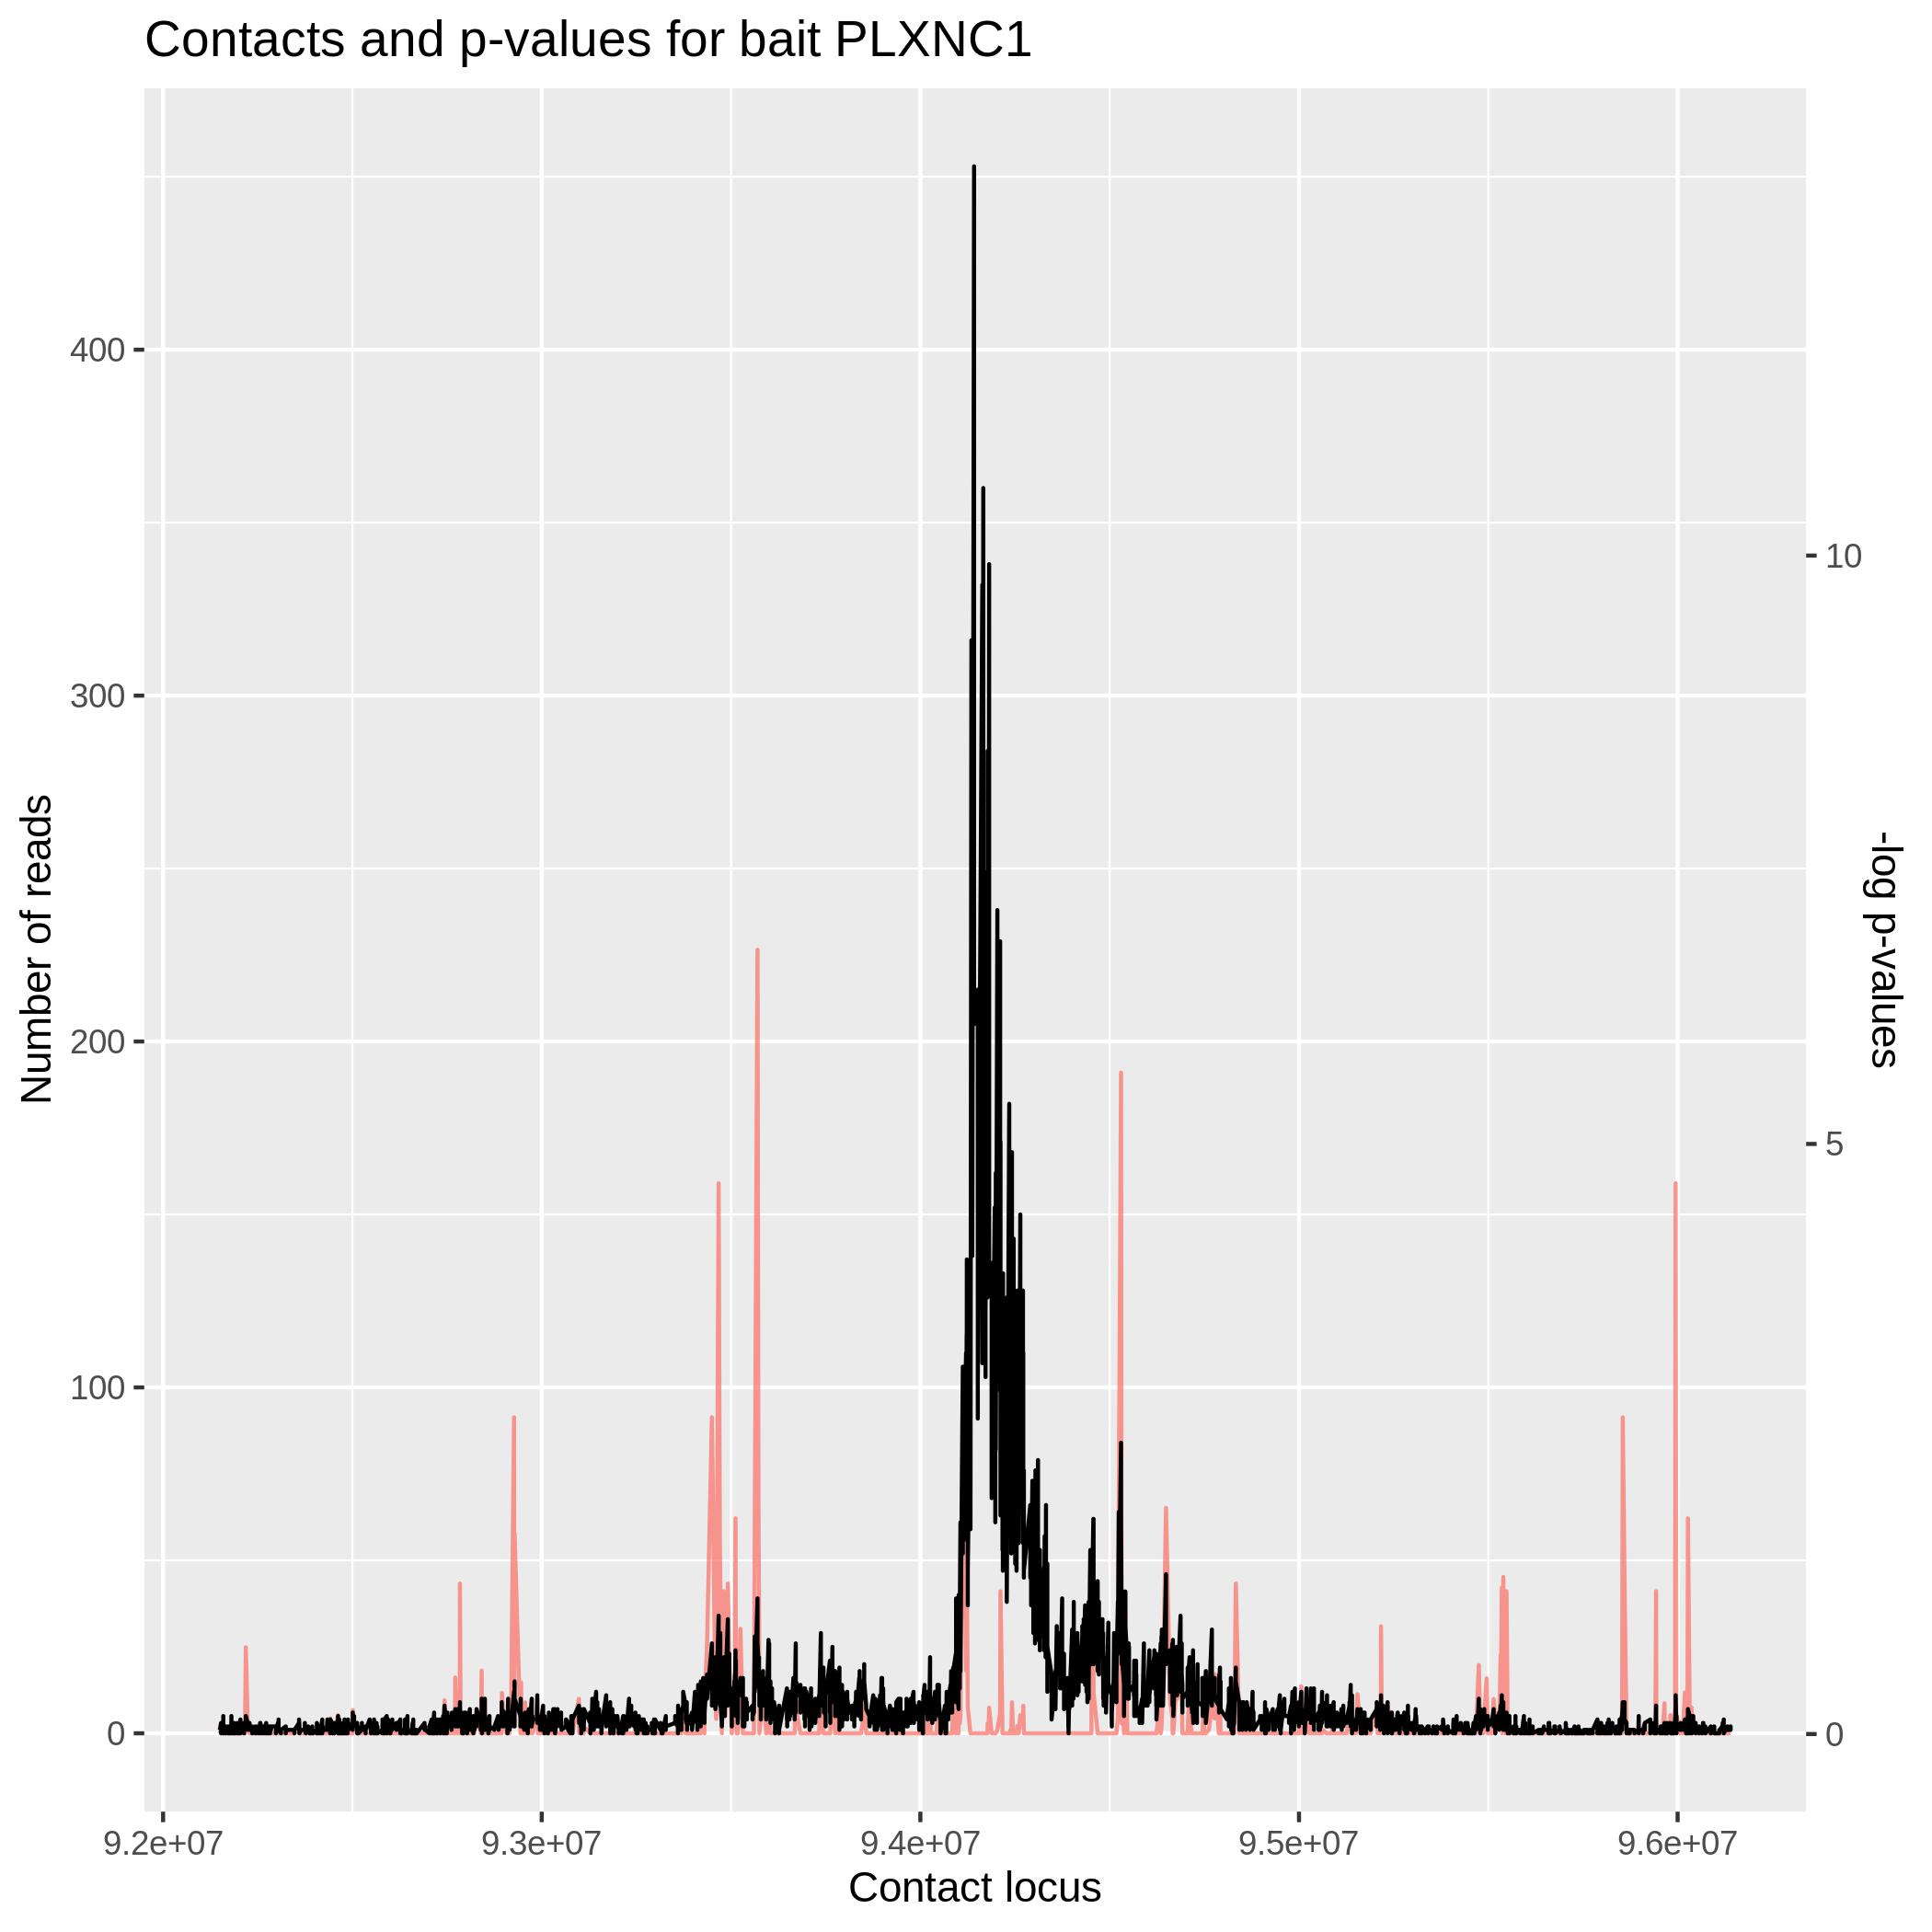 Contacts and p-values for bait PLXNC1
400
300
200
100
0
Number of reads
10
5
0
-log p-values
9.2e+07 9.3e+07 9.4e+07 9.5e+07 9.6e+07
Contact locus